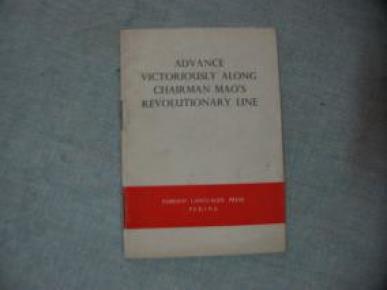 ADVANCE
VICTORIOUSLY ALONG
CHAIRMAN MAO'S
REVOLUTIONARY LINE
FOREIGN LANGUAGES PRESS
PEKING